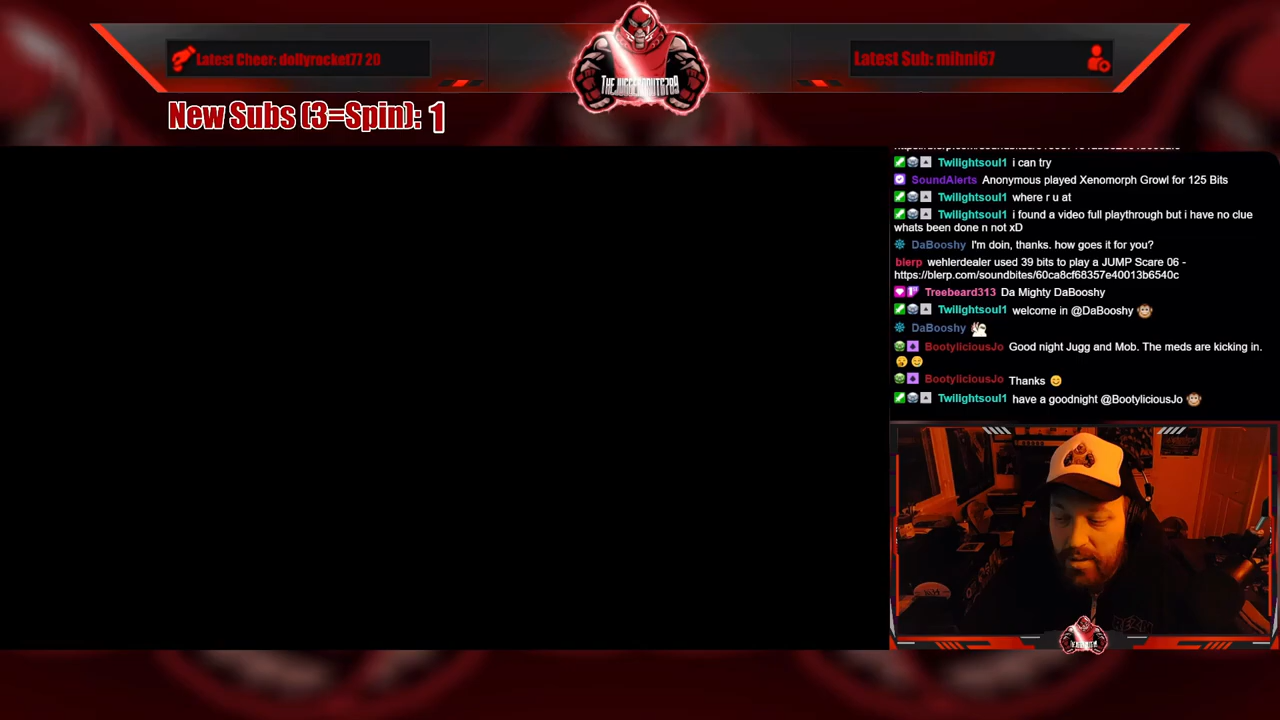 Latest Cheer: dollyrocket77 20
Latest Sub: mihni67
THEJUGGERNAUT6789
New Subs (3=Spin): 1
Twilightsoul1 i can try
SoundAlerts Anonymous played Xenomorph Growl for 125 Bits
Twilightsoul1 where r u at
Twilightsoul1 i found a video full playthrough but i have no clue
whats been done n not xD
DaBooshy I'm doin, thanks. how goes it for you?
blerp wehlerdealer used 39 bits to play a JUMP Scare 06 -
https://blerp.com/soundbites/60ca8cf68357e40013b6540c
Treebeard313 Da Mighty DaBooshy
Twilightsoul1 welcome in @DaBooshy
DaBooshy
BootyliciousJo Good night Jugg and Mob. The meds are kicking in.
BootyliciousJo Thanks
Twilightsoul1 have a goodnight @BootyliciousJo